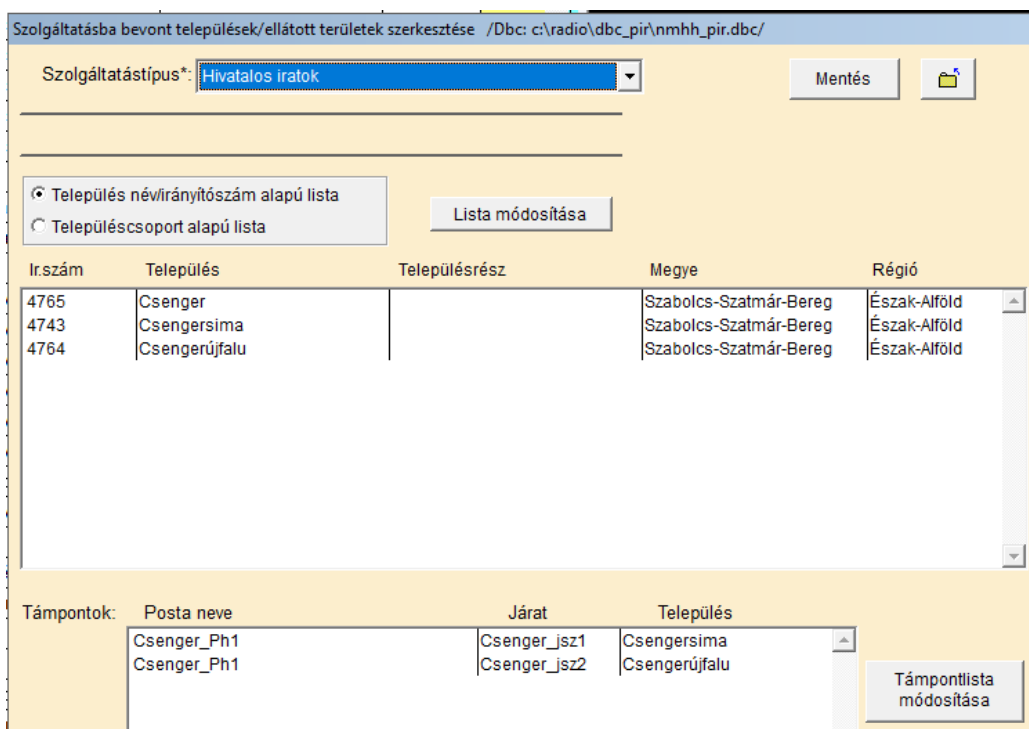 Szolgáltatásba bevont települések/ellátott területek szerkesztése /Dbc: c:\radio\dbc_pir\nmhh_pir.dbc/
Szolgáltatástípus*: Hivatalos iratok Mentés
Település név/irányítószám alapú lista
Településcsoport alapú lista
Lista módosítása
Ir.szám Település Településrész Megye Régió
4765 Csenger Szabolcs-Szatmár-Bereg Észak-Alföld
4743 Csengersima Szabolcs-Szatmár-Bereg Észak-Alföld
4764 Csengerújfalu Szabolcs-Szatmár-Bereg Észak-Alföld
Támpontok: Posta neve Járat Település
Csenger_Ph1 Csenger_jsz1 Csengersima
Csenger_Ph1 Csenger_jsz2 Csengerújfalu
Támpontlista
módosítása